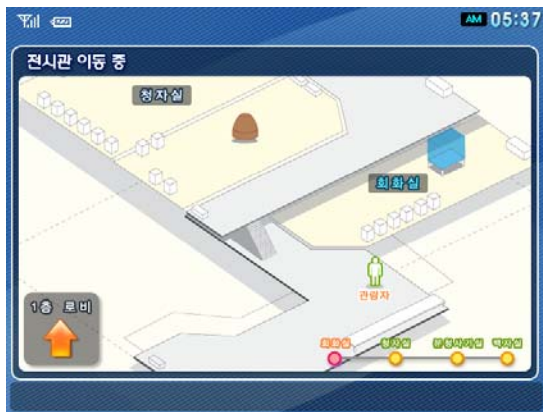 AM 05:37
전시관 이동 중
청자실
회화실
관람자
1층 로비
회화실 청자실 분청사기실 백자실